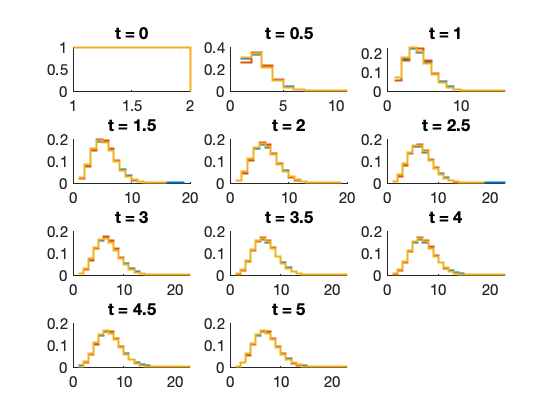 t = 0 t = 0.5 t = 1
1 0.4 0.2
0.5 0.2 0.1
0 0 0
1 1.5 2 0 5 10 0 10
t = 1.5 t = 2 t = 2.5
0.2 0.2 0.2
0.1 0.1 0.1
0 0 0
0 10 20 0 10 20 0 10 20
t = 3 t = 3.5 t = 4
0.2 0.2 0.2
0.1 0.1 0.1
0 0 0
0 10 20 0 10 20 0 10 20
t = 4.5 t = 5
0.2 0.2
0.1 0.1
0 0
0 10 20 0 10 20